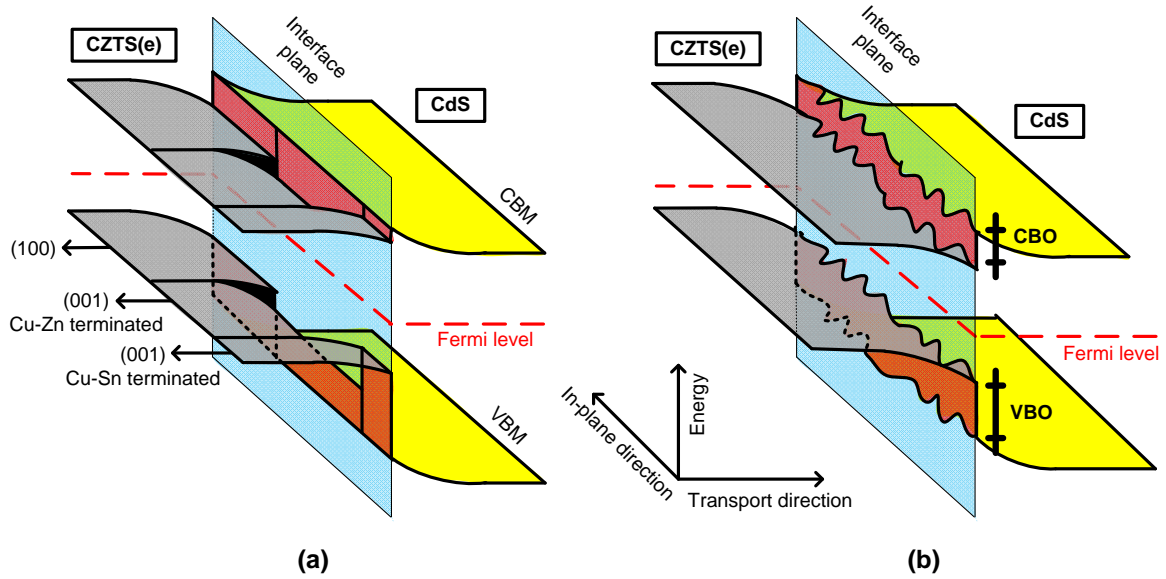 CZTS(e)
Interface
plane
CdS
CBM
(100)
(001)
Cu-Zn terminated
(001)
Cu-Sn terminated
Fermi level
VBM
(a)
CZTS(e)
Interface
plane
CdS
CBO
Fermi level
VBO
In-plane direction
Energy
Transport direction
(b)